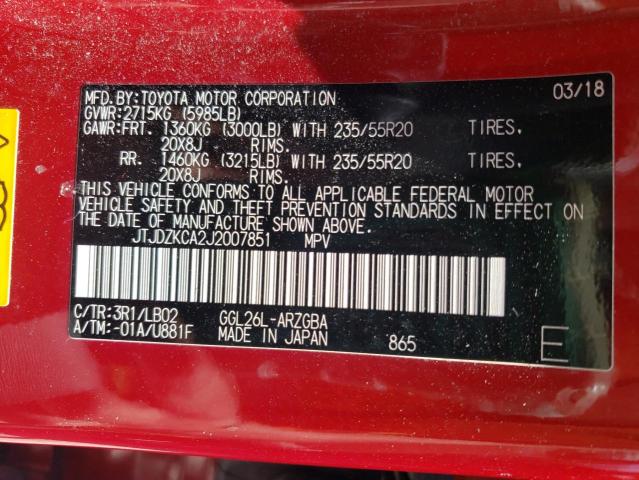 MFD.BY:TOYOTA MOTOR CORPORATION 03/18
GVWR:2715KG (5985LB)
GAWR:FRT. 1360KG (3000LB) WITH 235/55R20 TIRES.
20X8J RIMS.
RR. 1460KG (3215LB) WITH 235/55R20 TIRES.
20X8J RIMS.
THIS VEHICLE CONFORMS TO ALL APPLICABLE FEDERAL MOTOR
VEHICLE SAFETY AND THEFT PREVENTION STANDARDS IN EFFECT ON
THE DATE OF MANUFACTURE SHOWN ABOVE.
JTJDZKCA2J2007851 MPV
C/TR:3R1/LB02 GGL26L-ARZGBA
A/TM:-01A/U881F MADE IN JAPAN 865 E